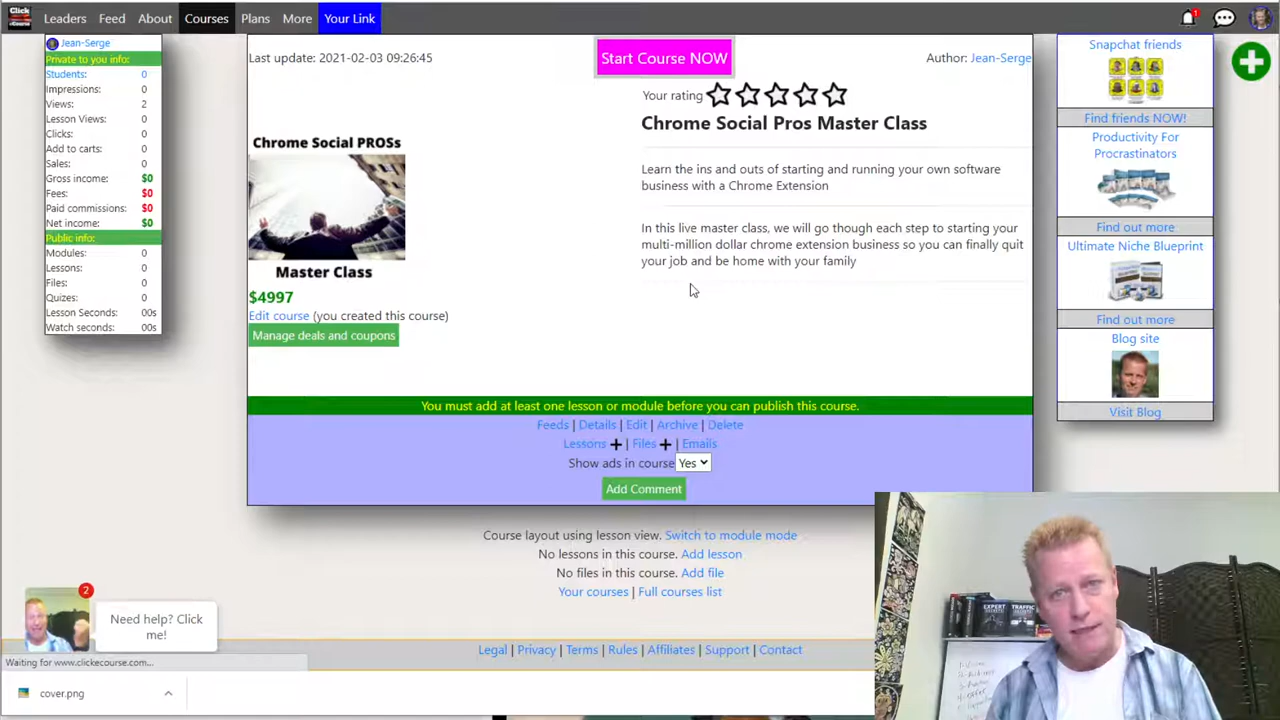 Click
Course
Leaders Feed About Courses Plans More Your Link
1
Jean-Serge
Private to you info:
Students: 0
Impressions: 0
Views: 2
Lesson Views: 0
Clicks: 0
Add to carts: 0
Sales: 0
Gross income: $0
Fees: $0
Paid commissions: $0
Net income: $0
Public info:
Modules: 0
Lessons: 0
Files: 0
Quizes: 0
Lesson Seconds: 00s
Watch seconds: 00s
Last update: 2021-02-03 09:26:45
Start Course NOW
Author: Jean-Serge
Your rating
Chrome Social Pros Master Class
Learn the ins and outs of starting and running your own software
business with a Chrome Extension
In this live master class, we will go though each step to starting your
multi-million dollar chrome extension business so you can finally quit
your job and be home with your family
Chrome Social PROSs
Master Class
$4997
Edit course (you created this course)
Manage deals and coupons
You must add at least one lesson or module before you can publish this course.
Feeds | Details | Edit | Archive | Delete
Lessons + | Files + | Emails
Show ads in course Yes
Add Comment
Course layout using lesson view. Switch to module mode
No lessons in this course. Add lesson
No files in this course. Add file
Your courses | Full courses list
Snapchat friends
Find friends NOW!
Productivity For
Procrastinators
Find out more
Ultimate Niche Blueprint
Find out more
Blog site
Visit Blog
2
Need help? Click
me!
Legal | Privacy | Terms | Rules | Affiliates | Support | Contact
Waiting for www.clickecourse.com...
cover.png
EXPERT
TRAFFIC